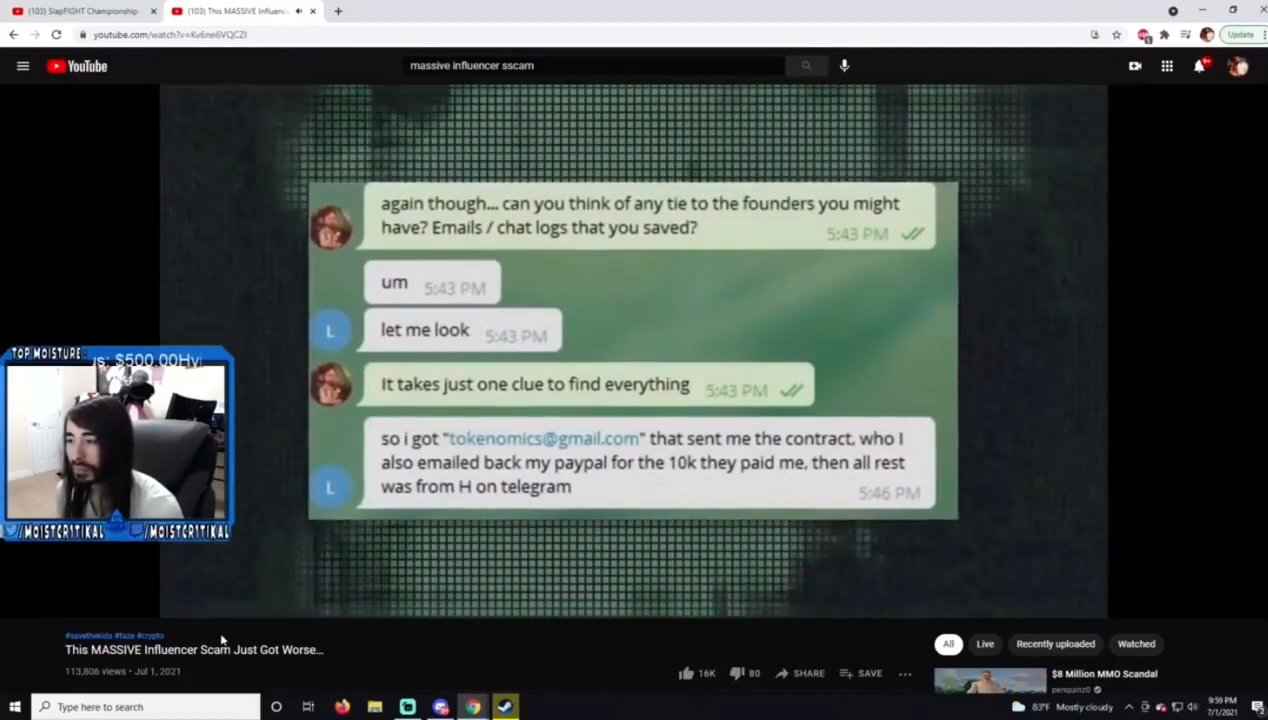 (103) SlapFIGHT Championship
(103) This MASSIVE Influenc
youtube.com/watch?v=Kv6ne6VQCZI
Update
YouTube
massive influencer sscam
9+
again though... can you think of any tie to the founders you might
have? Emails / chat logs that you saved?
5:43 PM
um
5:43 PM
L
let me look
5:43 PM
It takes just one clue to find everything
5:43 PM
so i got "tokenomics@gmail.com" that sent me the contract, who I
also emailed back my paypal for the 10k they paid me, then all rest
was from H on telegram
L
5:46 PM
TOP MOISTURE:
$500.00
/MOISTCR1TIKAL
/MOISTCR1TIKAL
#savethekids #faze #crypto
This MASSIVE Influencer Scam Just Got Worse...
113,806 views • Jul 1, 2021
16K
80
SHARE
SAVE
All
Live
Recently uploaded
Watched
$8 Million MMO Scandal
penguinz0
Type here to search
83°F Mostly cloudy
9:59 PM
7/1/2021